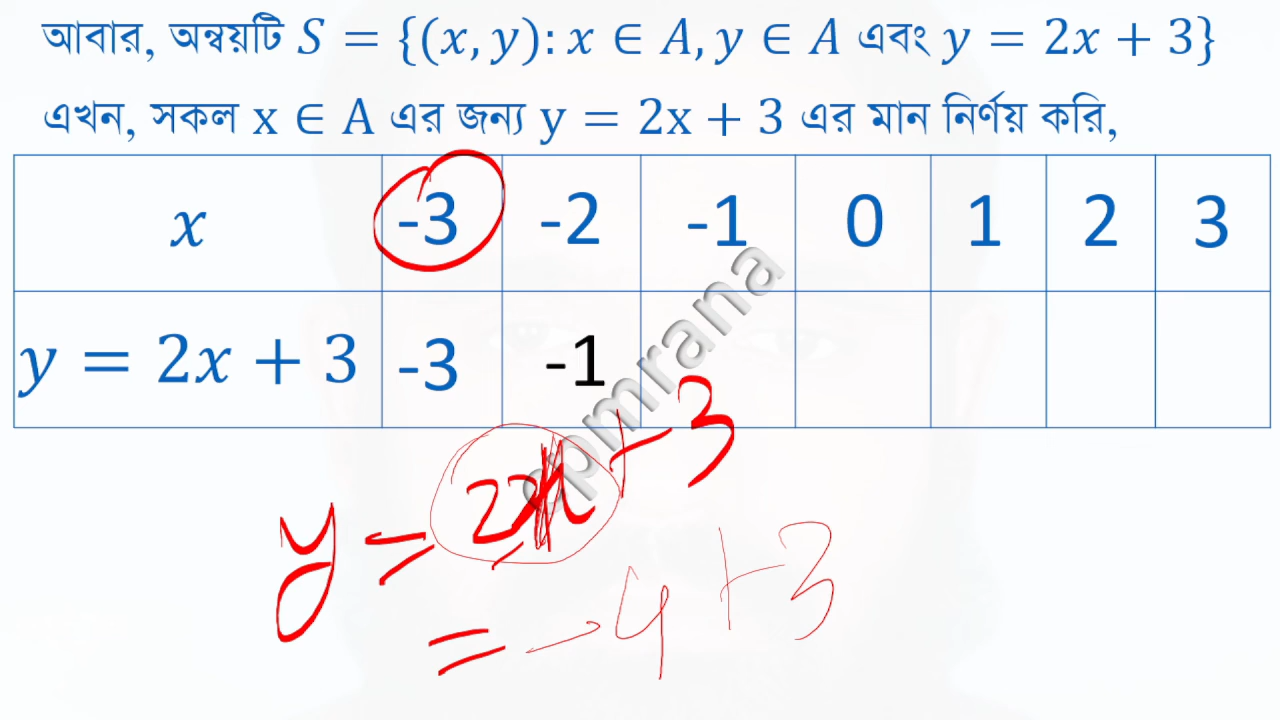 আবার, অন্বয়টি S = {(x, y): x ∈ A, y ∈ A এবং y = 2x + 3}
এখন, সকল x ∈ A এর জন্য y = 2x + 3 এর মান নির্ণয় করি,
x -3 -2 -1 0 1 2 3
y = 2x + 3 -3 -1
pmrana
y = 2x + 3
= -4 + 3